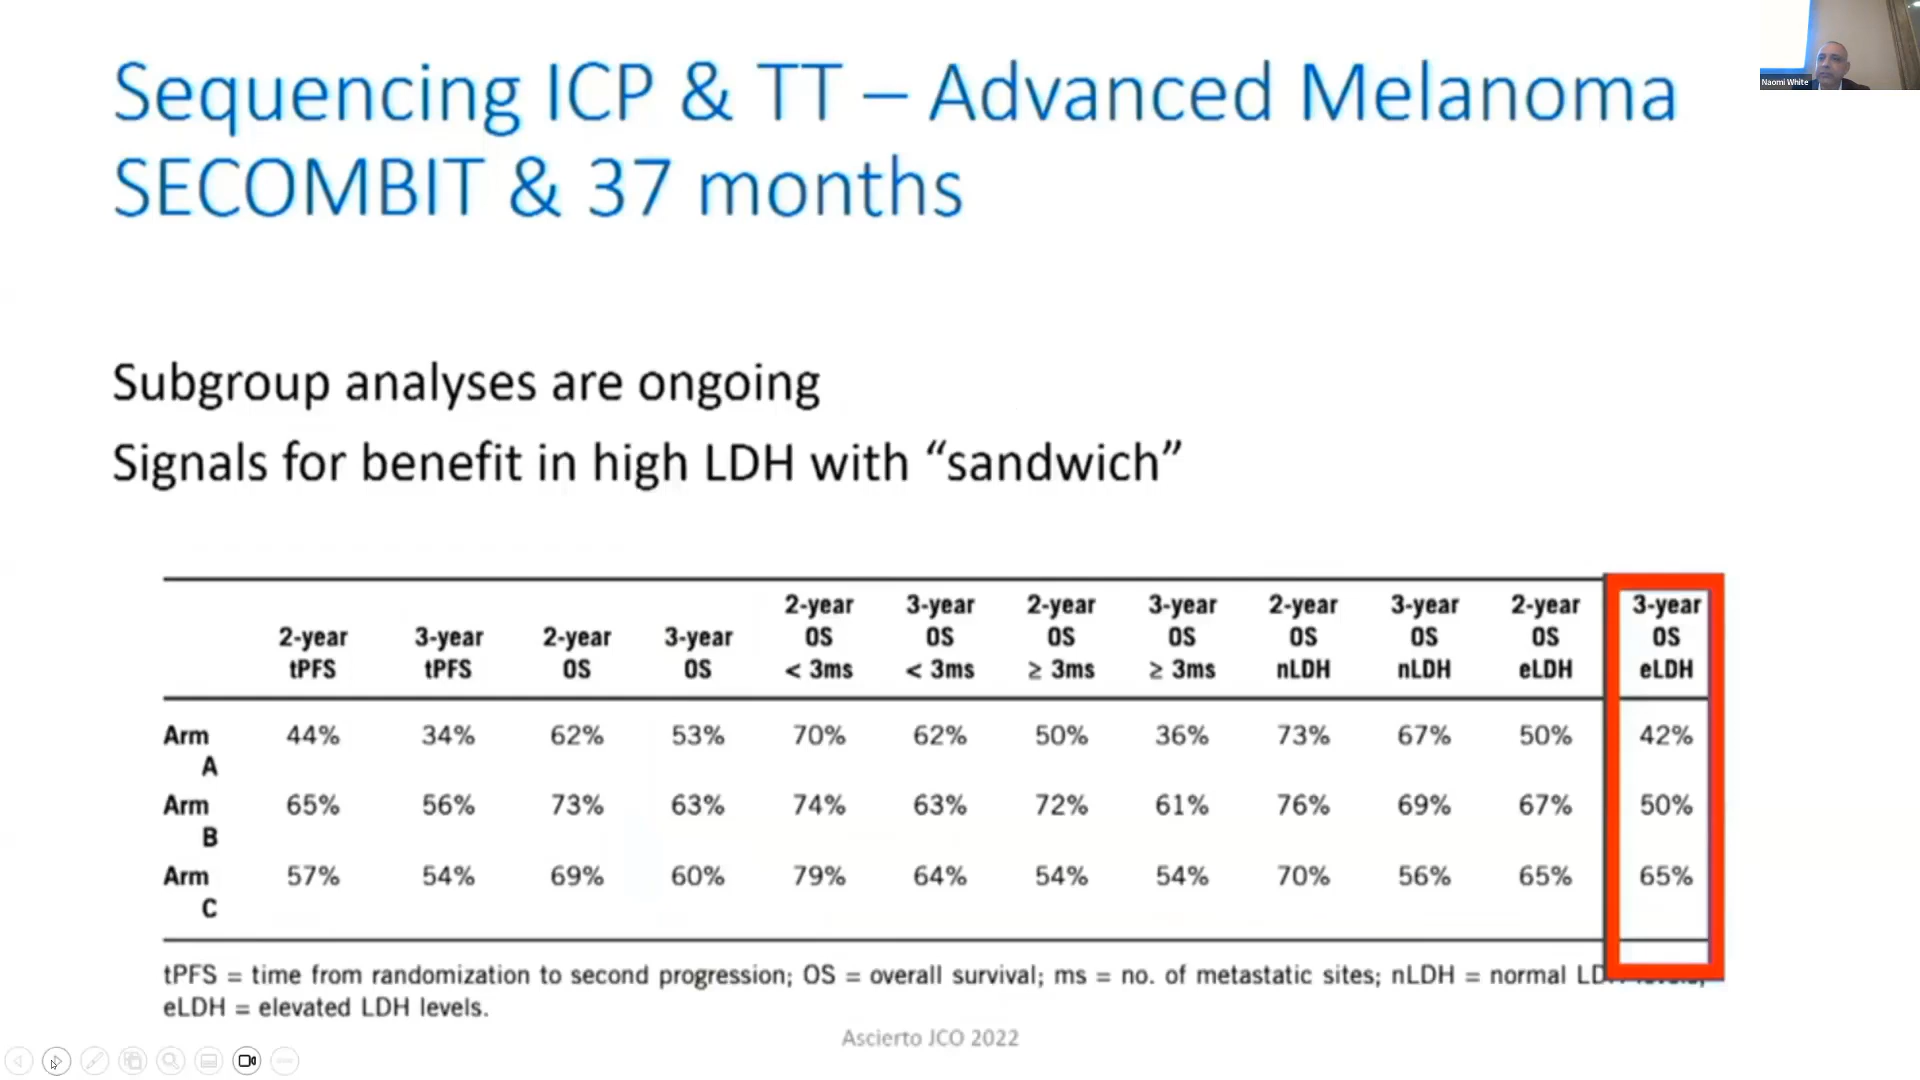 Sequencing ICP & TT – Advanced Melanoma
SECOMBIT & 37 months
Naomi White
Subgroup analyses are ongoing
Signals for benefit in high LDH with “sandwich”
2-year tPFS 3-year tPFS 2-year OS 3-year OS 2-year OS < 3ms 3-year OS < 3ms 2-year OS ≥ 3ms 3-year OS ≥ 3ms 2-year OS nLDH 3-year OS nLDH 2-year OS eLDH 3-year OS eLDH
Arm A 44% 34% 62% 53% 70% 62% 50% 36% 73% 67% 50% 42%
Arm B 65% 56% 73% 63% 74% 63% 72% 61% 76% 69% 67% 50%
Arm C 57% 54% 69% 60% 79% 64% 54% 54% 70% 56% 65% 65%
tPFS = time from randomization to second progression; OS = overall survival; ms = no. of metastatic sites; nLDH = normal
eLDH = elevated LDH levels.
Ascierto JCO 2022